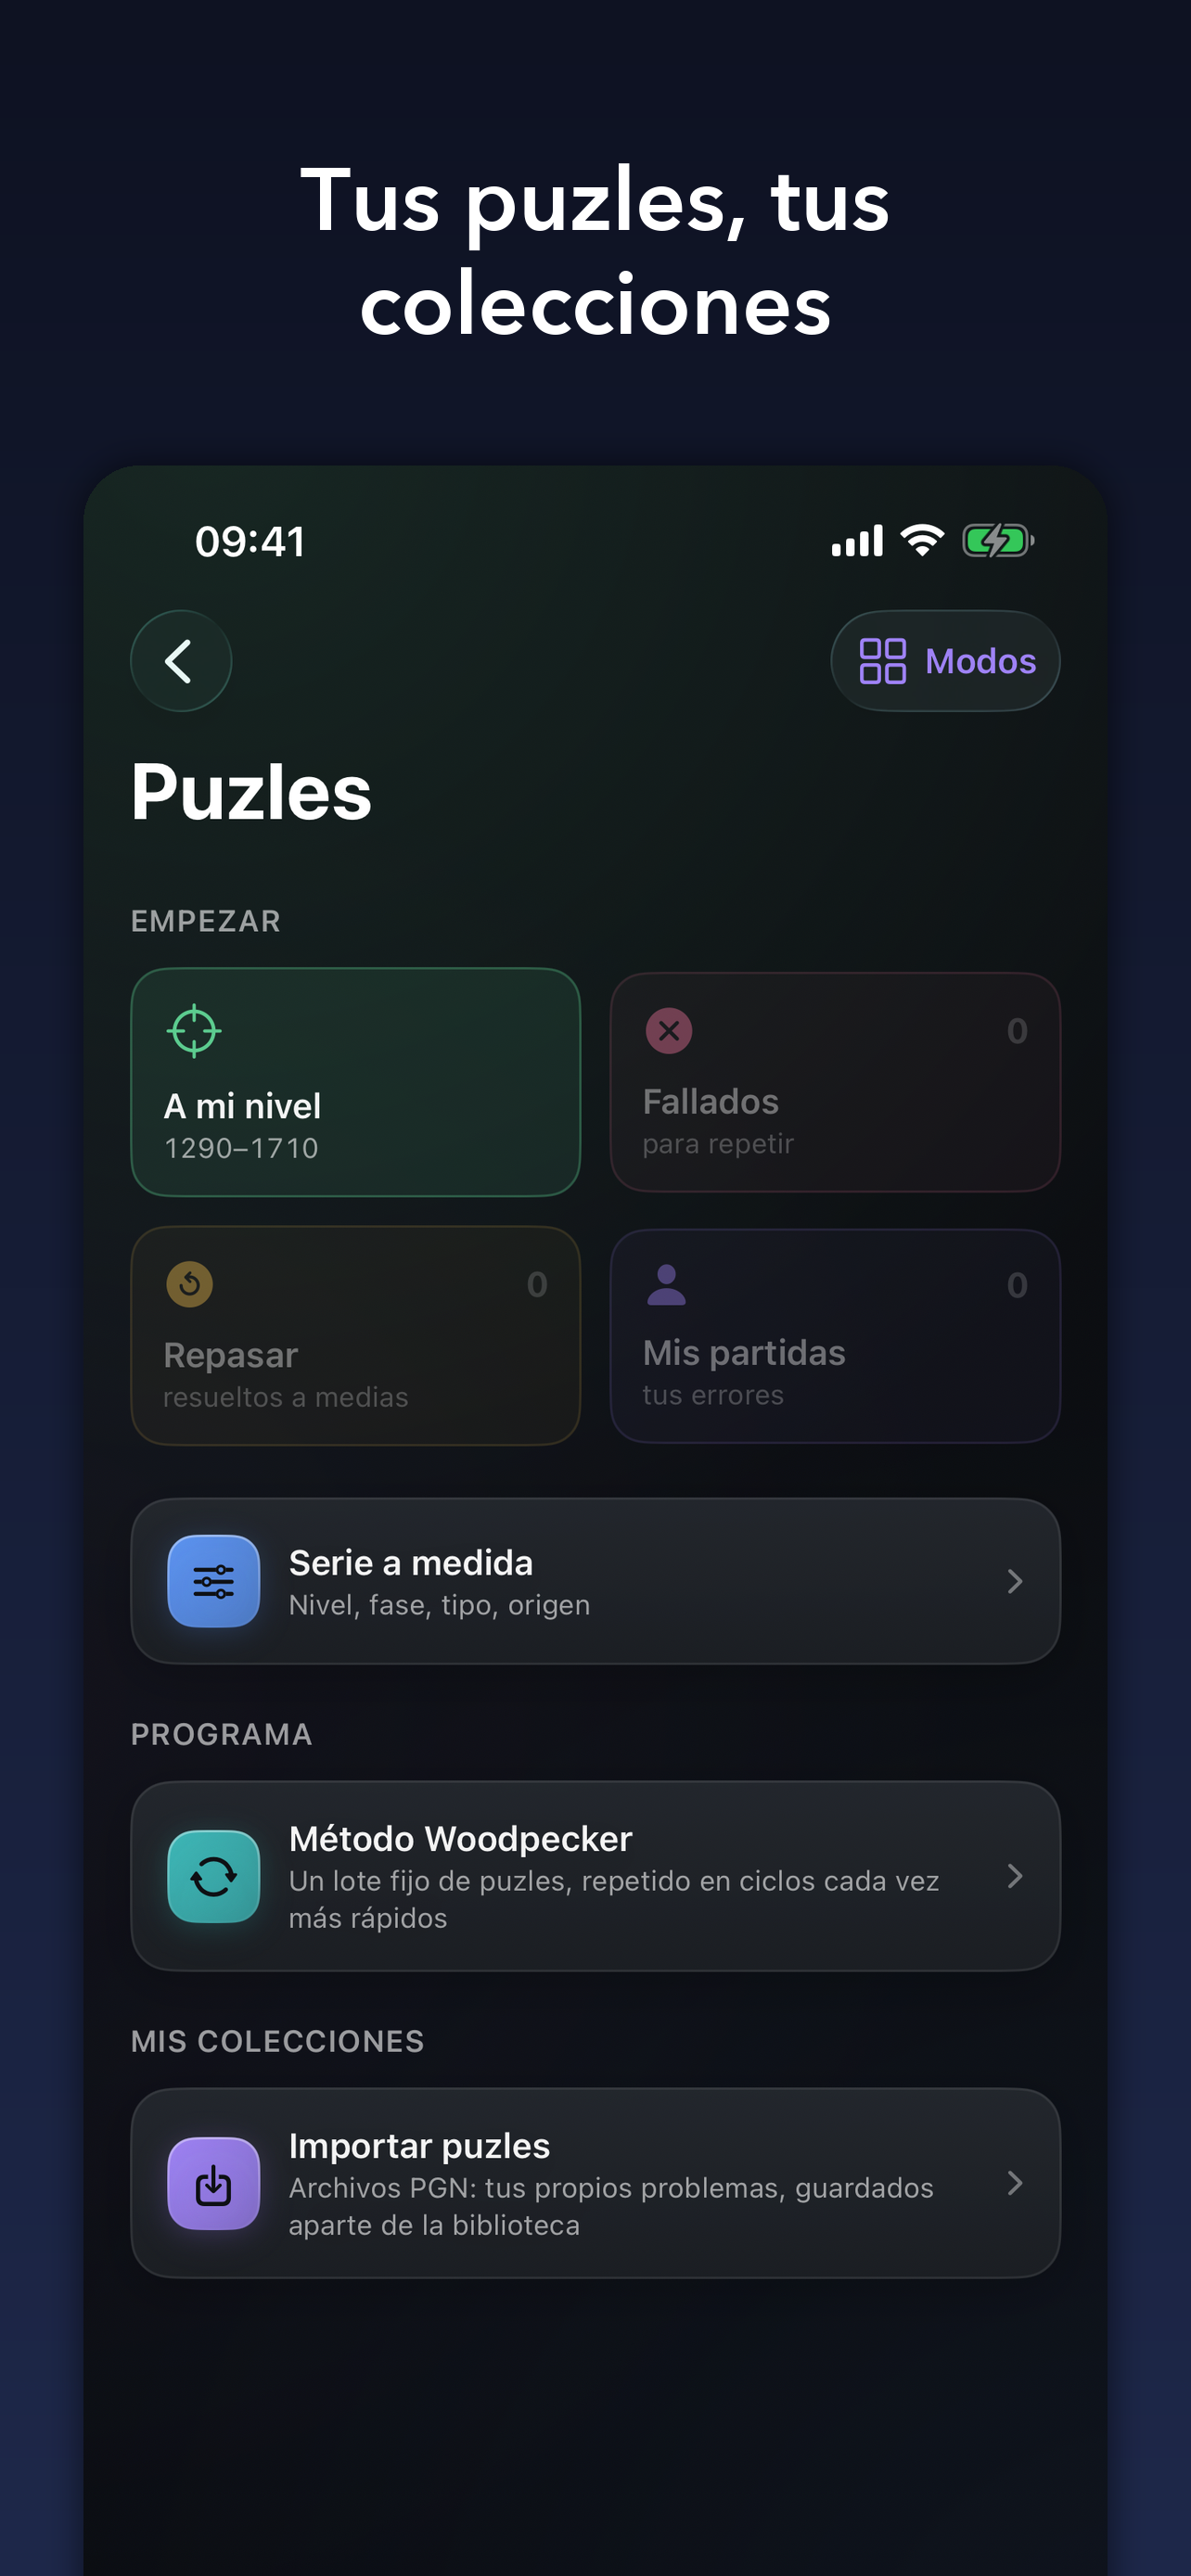 Tus puzles, tus
colecciones
09:41
Modos
Puzles
EMPEZAR
A mi nivel
1290–1710
0
Fallados
para repetir
0
Repasar
resueltos a medias
0
Mis partidas
tus errores
Serie a medida
Nivel, fase, tipo, origen
PROGRAMA
Método Woodpecker
Un lote fijo de puzles, repetido en ciclos cada vez
más rápidos
MIS COLECCIONES
Importar puzles
Archivos PGN: tus propios problemas, guardados
aparte de la biblioteca